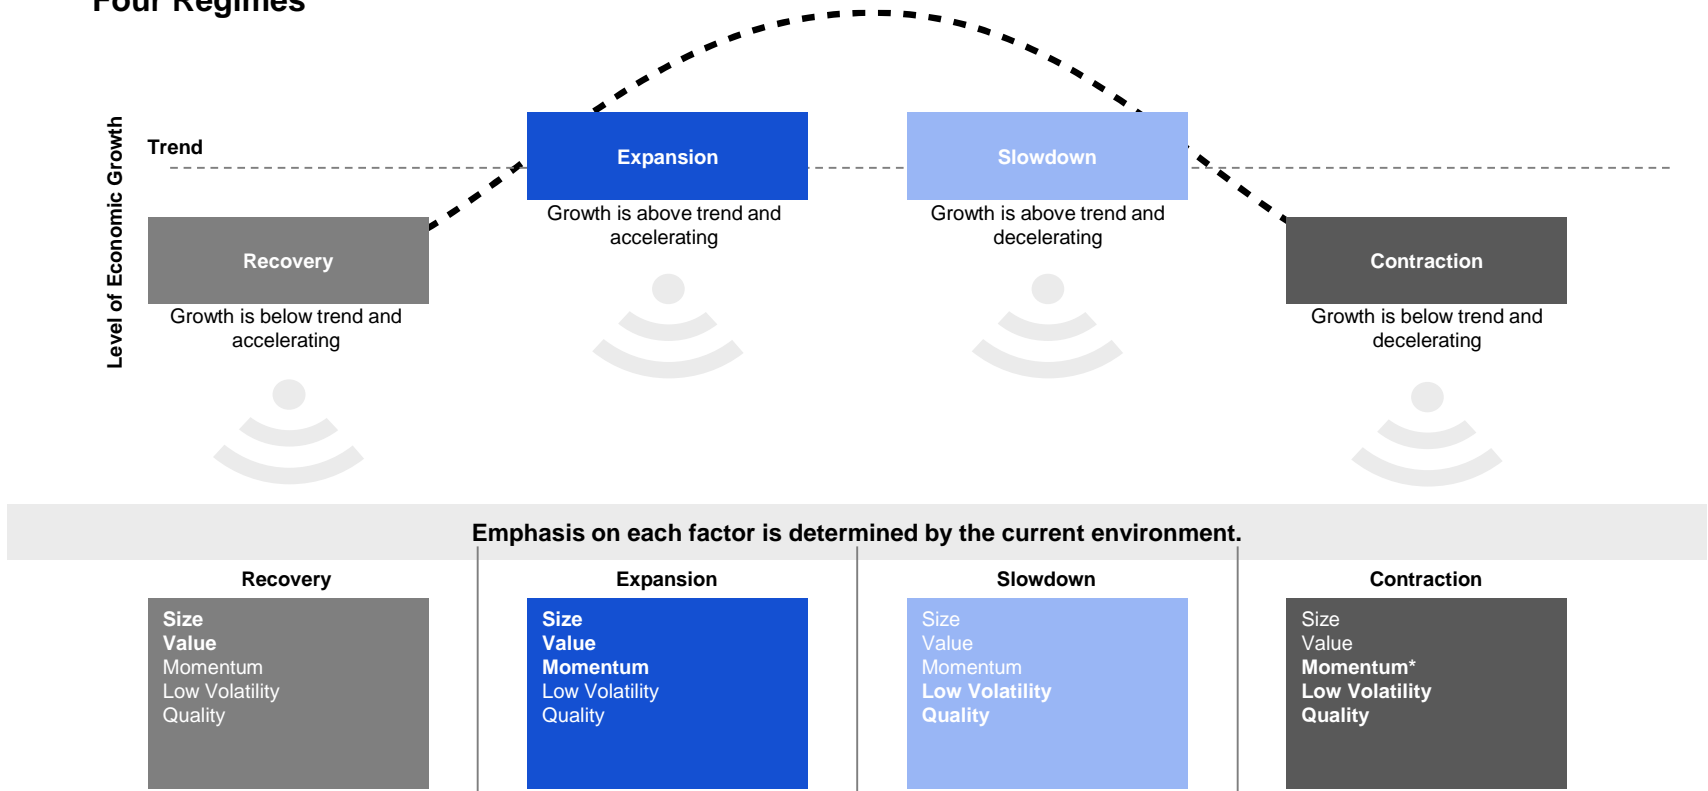 Four Regimes
Level of Economic Growth
Trend
Expansion
Slowdown
Growth is above trend and
accelerating
Growth is above trend and
decelerating
Recovery
Contraction
Growth is below trend and
accelerating
Growth is below trend and
decelerating
Emphasis on each factor is determined by the current environment.
Recovery
Size
Value
Momentum
Low Volatility
Quality
Expansion
Size
Value
Momentum
Low Volatility
Quality
Slowdown
Size
Value
Momentum
Low Volatility
Quality
Contraction
Size
Value
Momentum*
Low Volatility
Quality